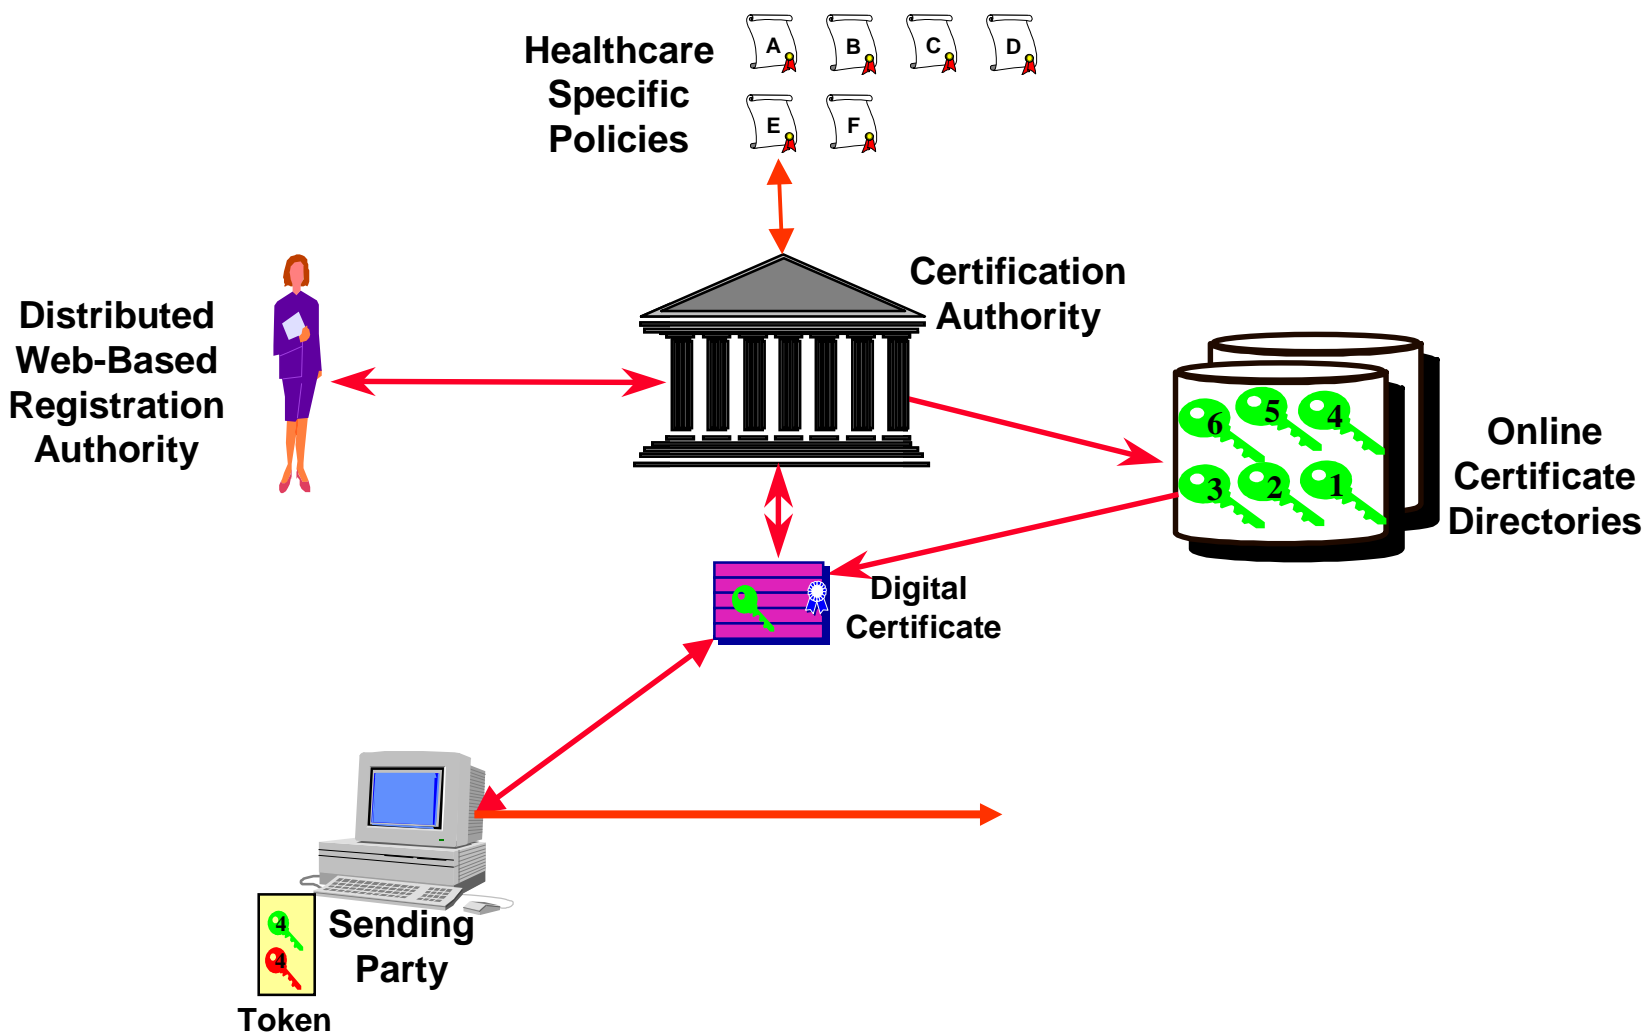 Healthcare
Specific
Policies
A B C D
E F
Certification
Authority
Distributed
Web-Based
Registration
Authority
6 5 4
3 2 1
Online
Certificate
Directories
Digital
Certificate
Sending
Party
4
4
Token